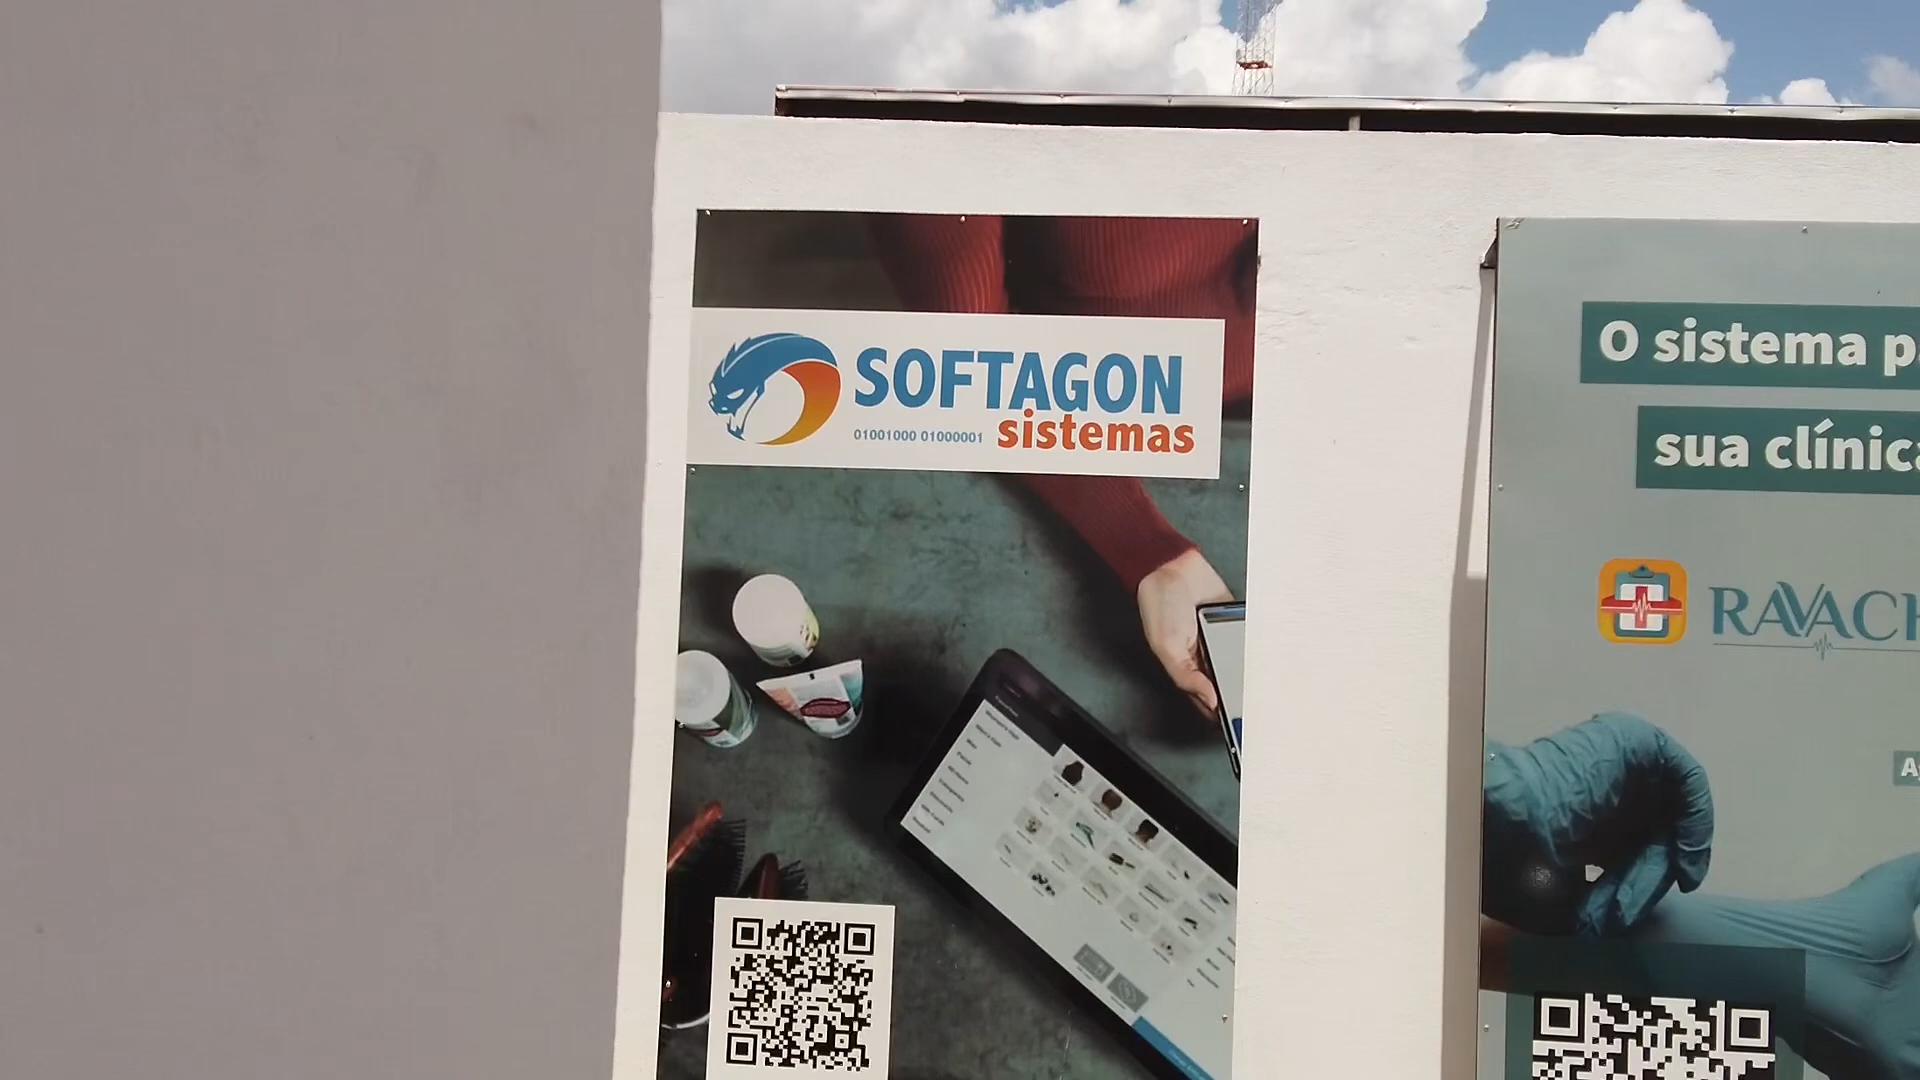 SOFTAGON
01001000 01000001 sistemas
O sistema p
sua clínica
RAVACH
A